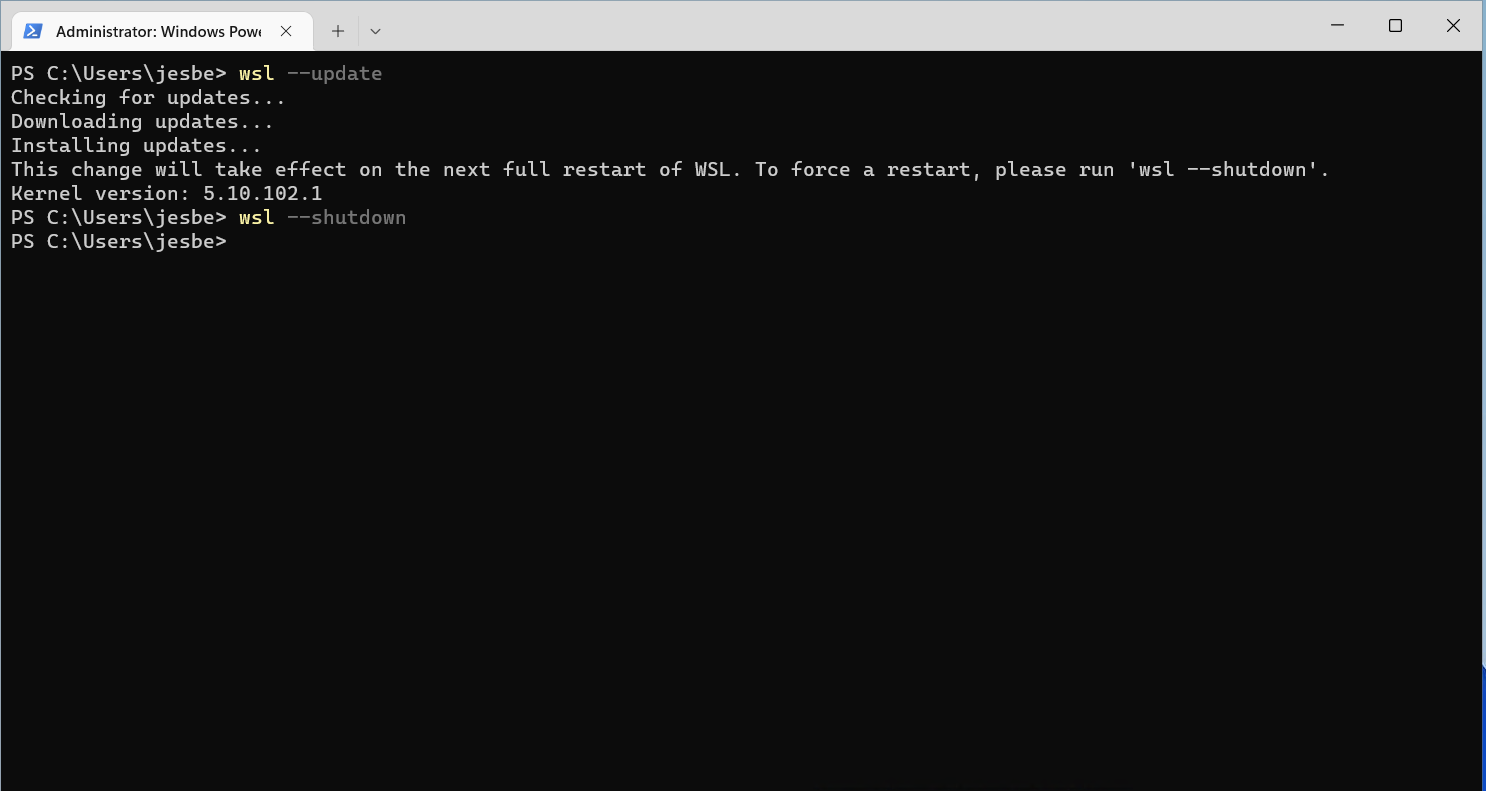 Administrator: Windows Powe
PS C:\Users\jesbe> wsl --update
Checking for updates...
Downloading updates...
Installing updates...
This change will take effect on the next full restart of WSL. To force a restart, please run 'wsl --shutdown'.
Kernel version: 5.10.102.1
PS C:\Users\jesbe> wsl --shutdown
PS C:\Users\jesbe>